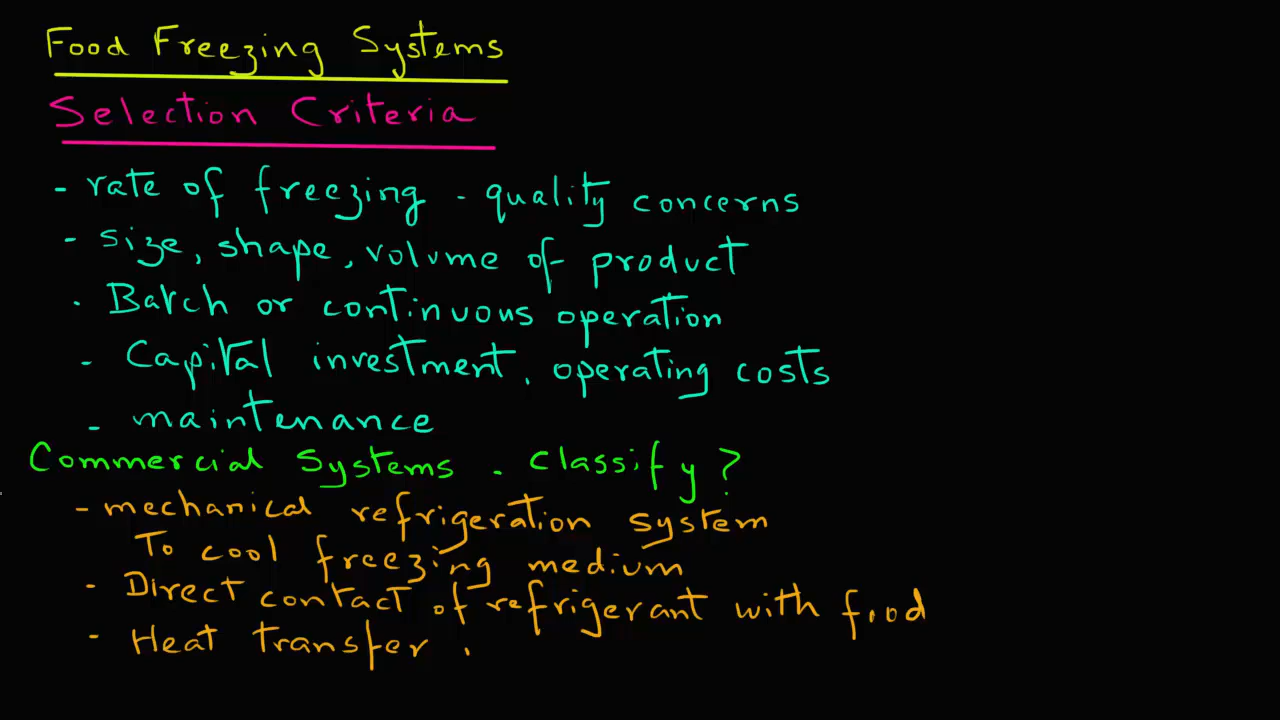 Food Freezing Systems
Selection Criteria
- rate of freezing - quality concerns
- size, shape, volume of product
- Batch or continuous operation
- Capital investment, operating costs
- maintenance
Commercial Systems - Classify?
- mechanical refrigeration system
To cool freezing medium
- Direct contact of refrigerant with food
- Heat transfer